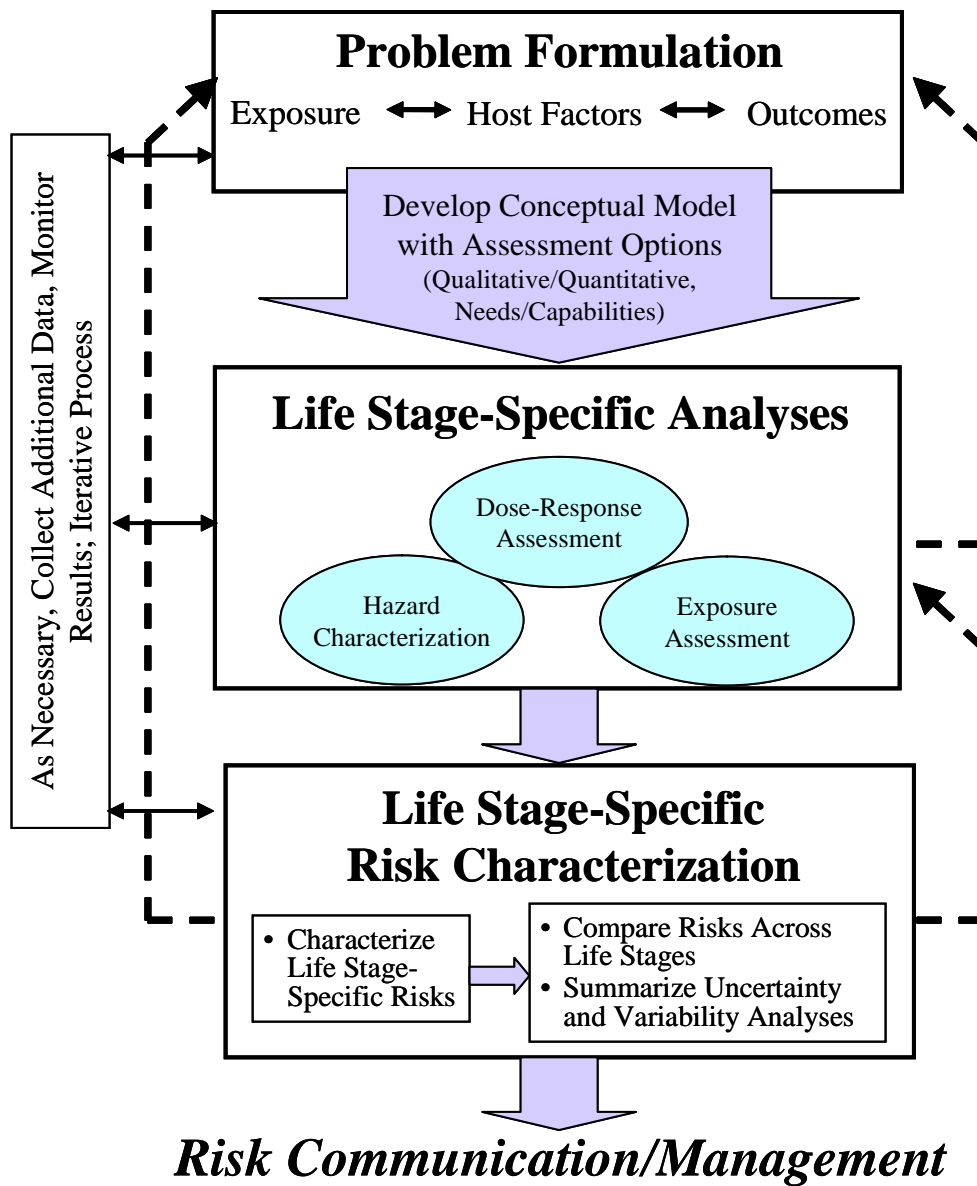 Problem Formulation
Exposure
Host Factors
Outcomes
As Necessary, Collect Additional Data, Monitor
Results; Iterative Process
Develop Conceptual Model
with Assessment Options
(Qualitative/Quantitative,
Needs/Capabilities)
Life Stage-Specific Analyses
Dose-Response
Assessment
Hazard
Characterization
Exposure
Assessment
Life Stage-Specific
Risk Characterization
• Characterize
Life Stage-
Specific Risks
• Compare Risks Across
Life Stages
• Summarize Uncertainty
and Variability Analyses
Risk Communication/Management